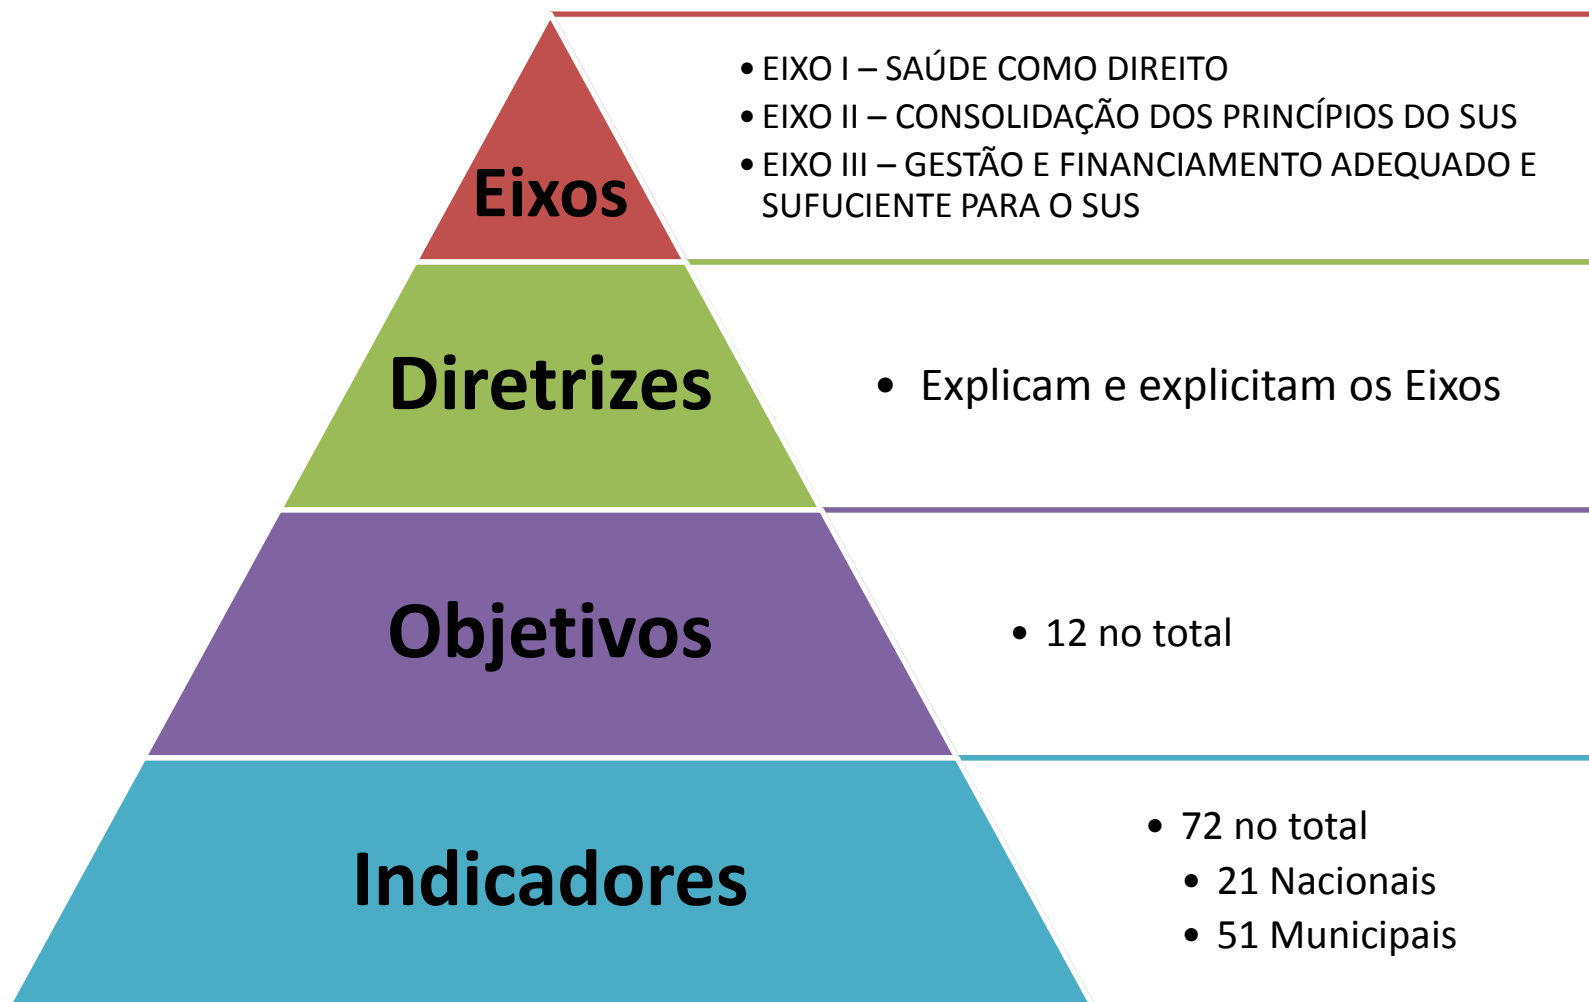 Eixos
• EIXO I – SAÚDE COMO DIREITO
• EIXO II – CONSOLIDAÇÃO DOS PRINCÍPIOS DO SUS
• EIXO III – GESTÃO E FINANCIAMENTO ADEQUADO E
SUFUCIENTE PARA O SUS
Diretrizes
• Explicam e explicitam os Eixos
Objetivos
• 12 no total
Indicadores
• 72 no total
• 21 Nacionais
• 51 Municipais